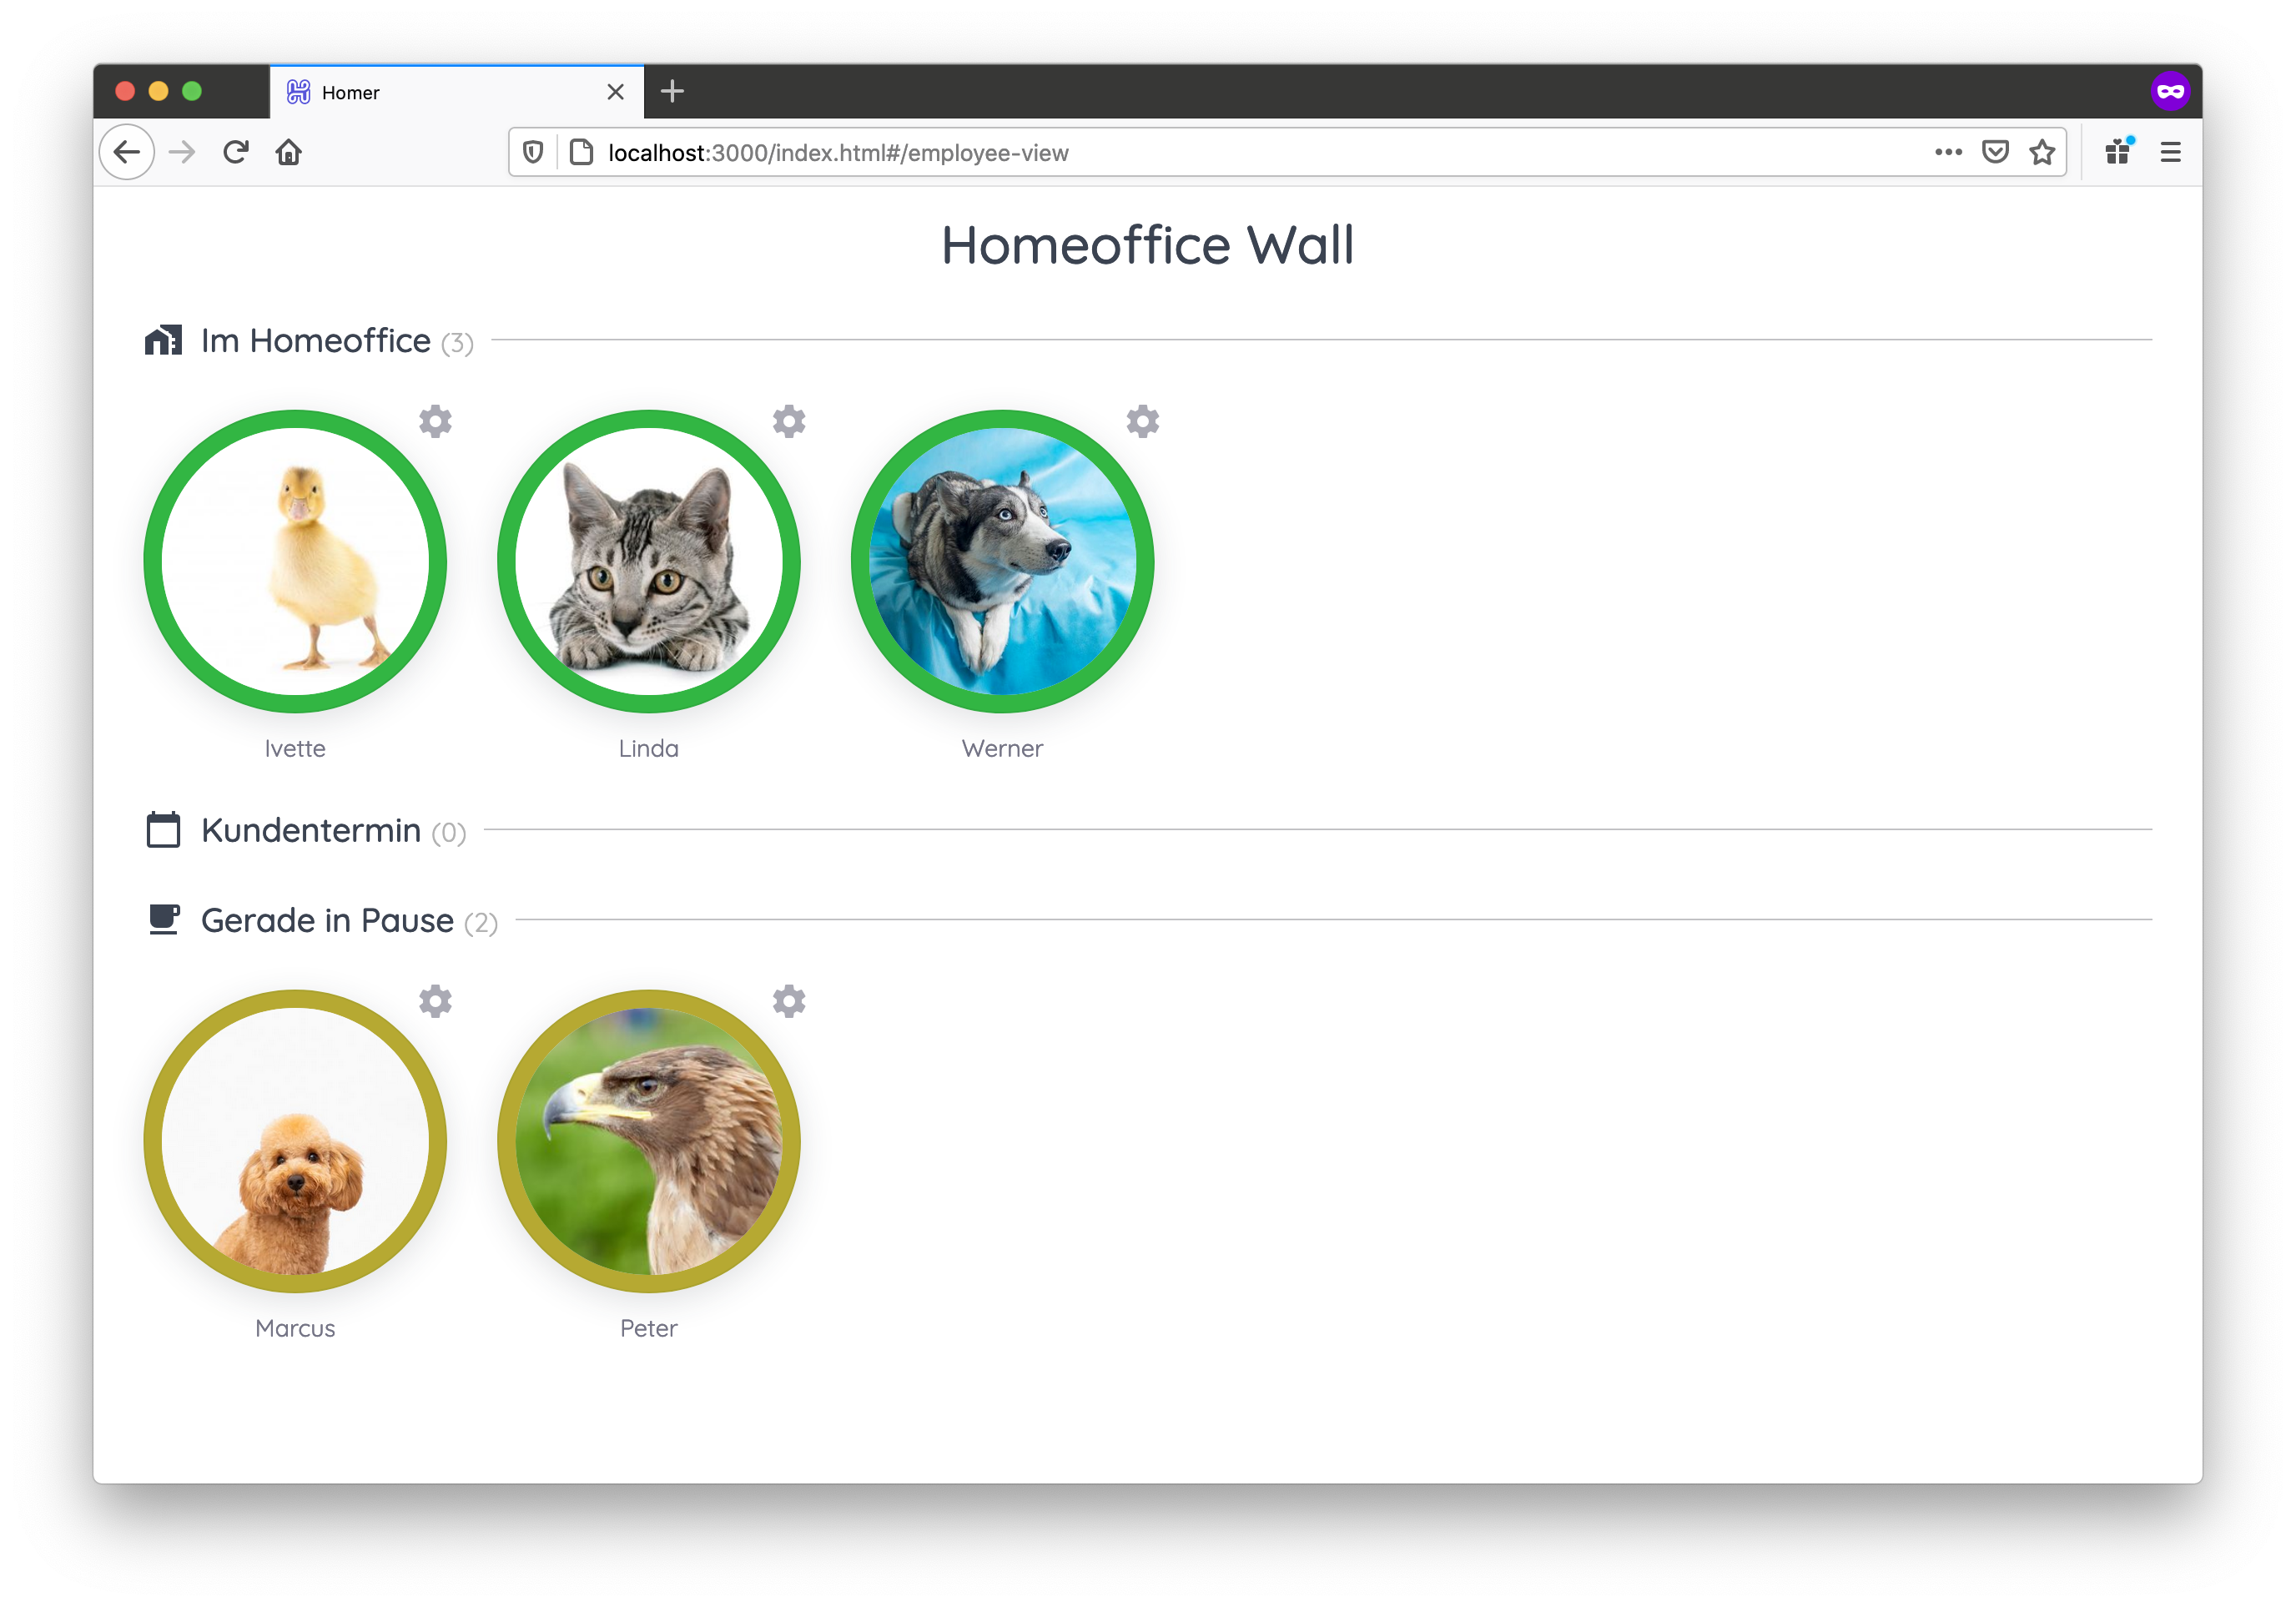 Homer
localhost:3000/index.html#/employee-view
Homeoffice Wall
Im Homeoffice (3)
Ivette Linda Werner
Kundentermin (0)
Gerade in Pause (2)
Marcus Peter